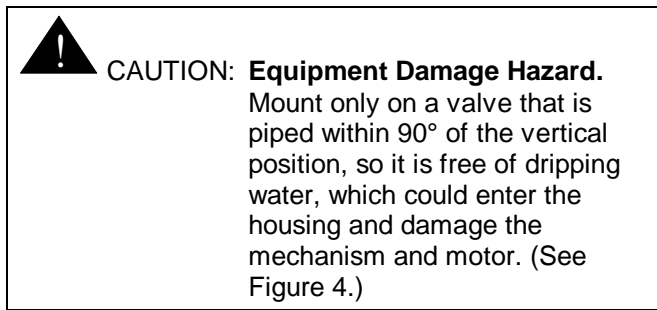 ! CAUTION: Equipment Damage Hazard.
Mount only on a valve that is
piped within 90° of the vertical
position, so it is free of dripping
water, which could enter the
housing and damage the
mechanism and motor. (See
Figure 4.)